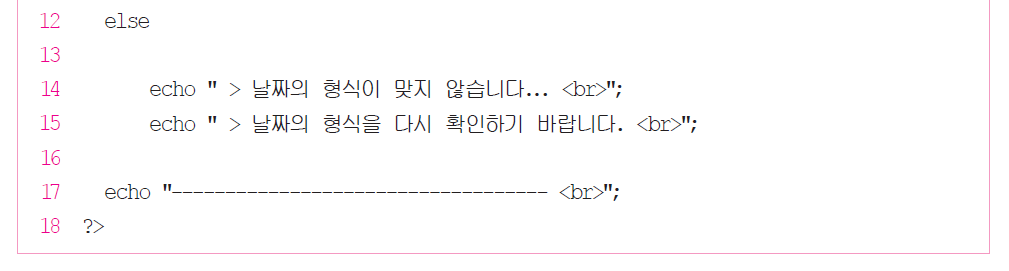 12 else
13
14 echo " > 날짜의 형식이 맞지 않습니다... <br>";
15 echo " > 날짜의 형식을 다시 확인하기 바랍니다. <br>";
16
17 echo "----------------------------------- <br>";
18 ?>